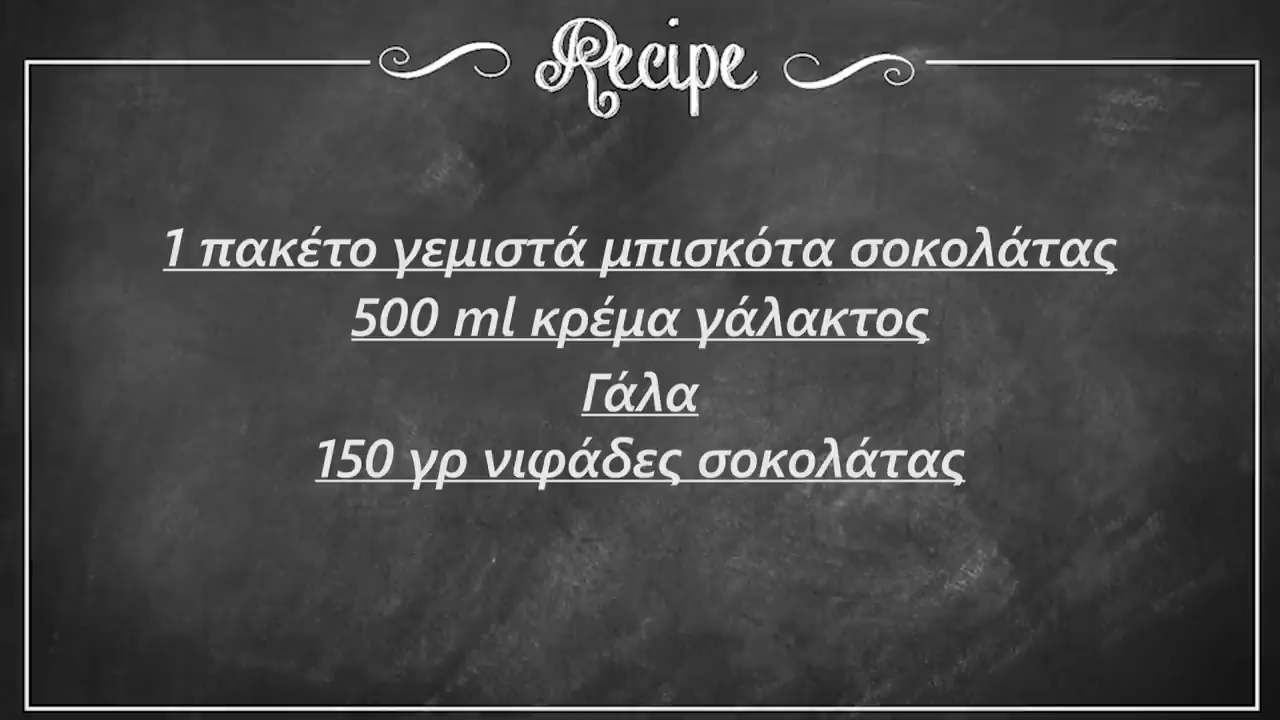 Recipe
1 πακέτο γεμιστά μπισκότα σοκολάτας
500 ml κρέμα γάλακτος
Γάλα
150 γρ νιφάδες σοκολάτας